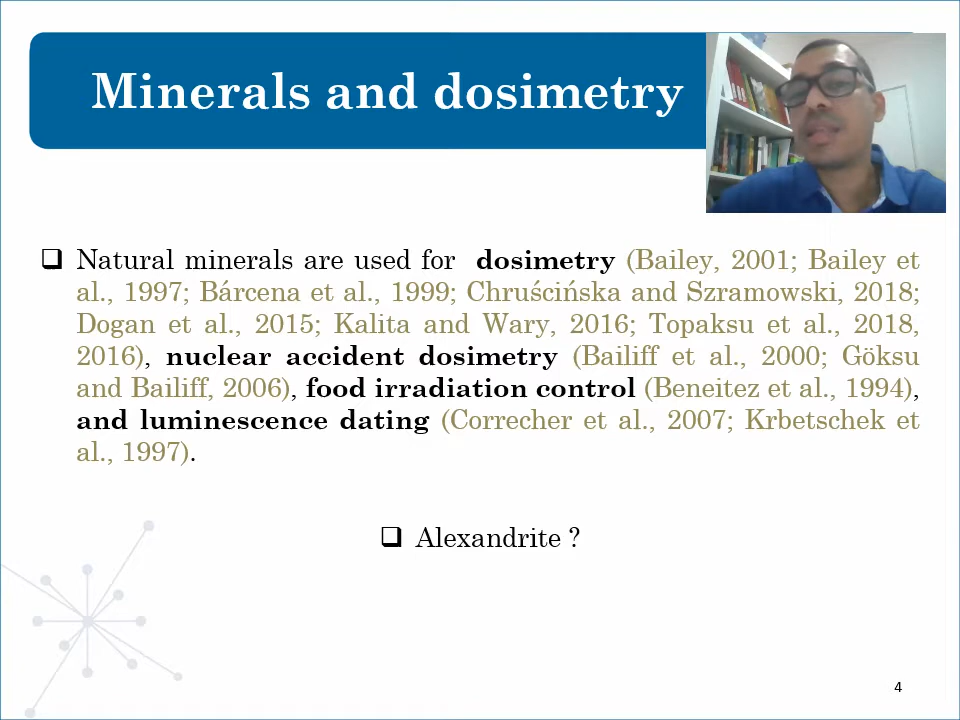 Minerals and dosimetry
❑ Natural minerals are used for dosimetry (Bailey, 2001; Bailey et
al., 1997; Bárcena et al., 1999; Chruścińska and Szramowski, 2018;
Dogan et al., 2015; Kalita and Wary, 2016; Topaksu et al., 2018,
2016), nuclear accident dosimetry (Bailiff et al., 2000; Göksu
and Bailiff, 2006), food irradiation control (Beneitez et al., 1994),
and luminescence dating (Correcher et al., 2007; Krbetschek et
al., 1997).
❑ Alexandrite ?
4